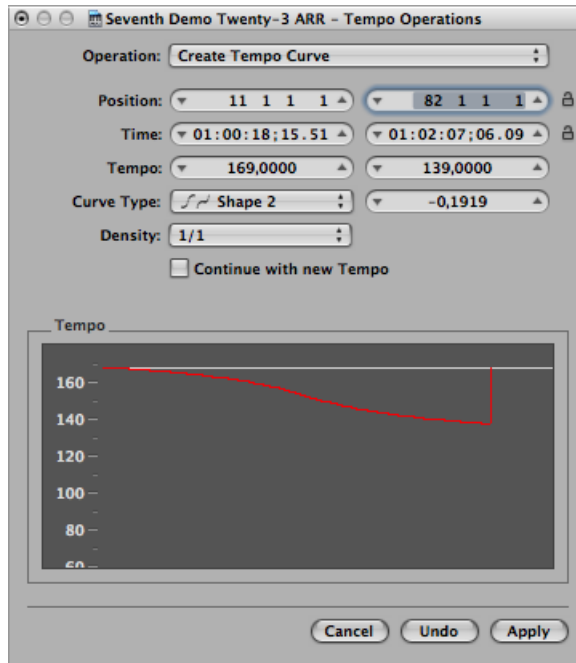 Seventh Demo Twenty-3 ARR – Tempo Operations
Operation: Create Tempo Curve
Position: 11 1 1 1 82 1 1 1
Time: 01:00:18;15.51 01:02:07;06.09
Tempo: 169,0000 139,0000
Curve Type: Shape 2 -0,1919
Density: 1/1
Continue with new Tempo
Tempo
160
140
120
100
80
60
Cancel Undo Apply